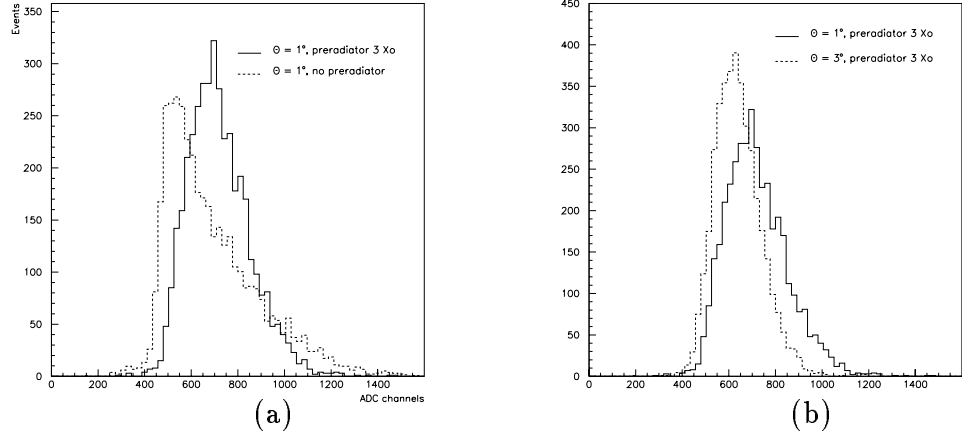 Events
350
300
250
200
150
100
50
0
Θ = 1°, preradiator 3 Xo
Θ = 1°, no preradiator
0 200 400 600 800 1000 1200 1400
ADC channels
(a)
450
400
350
300
250
200
150
100
50
0
Θ = 1°, preradiator 3 Xo
Θ = 3°, preradiator 3 Xo
0 200 400 600 800 1000 1200 1400
(b)